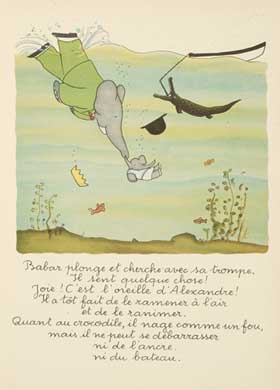 Babar plonge et cherche avec sa trompe.
Il sent quelque chose!
Joie! C'est l'oreille d'Alexandre!
Il a tôt fait de le ramener à l'air
et de le ranimer.
Quant au crocodile, il nage comme un fou,
mais il ne peut se débarrasser
ni de l'ancre.
ni du bateau.